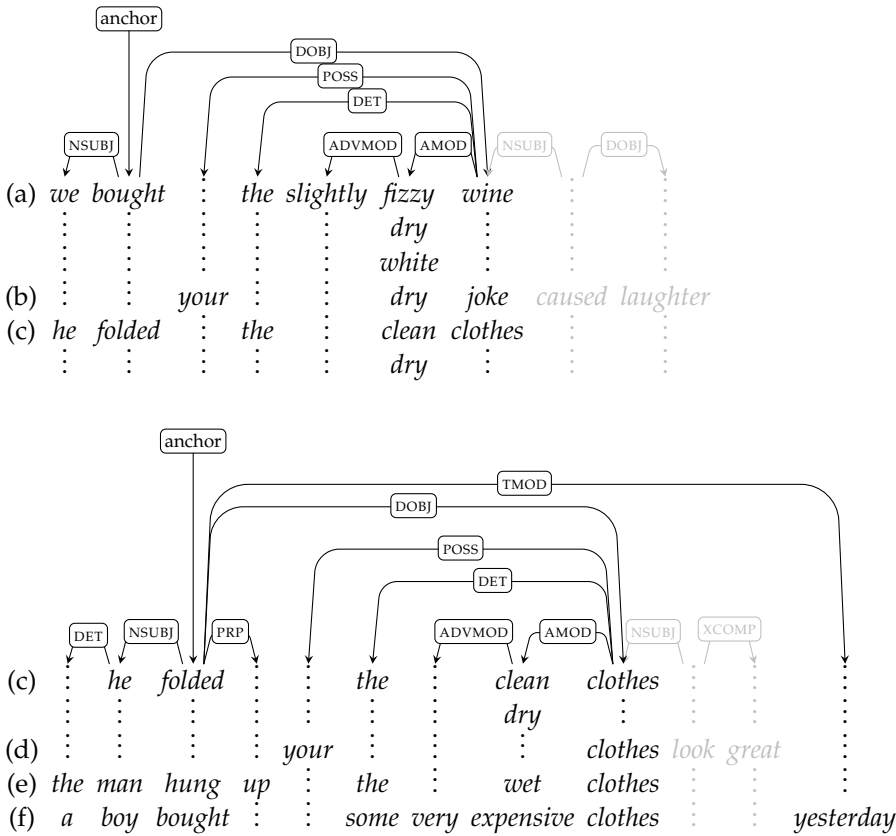 anchor
DOBJ
POSS
DET
NSUBJ ADVMOD AMOD NSUBJ DOBJ
(a) we bought the slightly fizzy wine
dry
white
(b) your dry joke caused laughter
(c) he folded the clean clothes
dry
anchor
TMOD
DOBJ
POSS
DET
DET NSUBJ PRP ADVMOD AMOD NSUBJ XCOMP
(c) he folded the clean clothes
dry
(d) your clothes look great
(e) the man hung up the wet clothes
(f) a boy bought some very expensive clothes yesterday